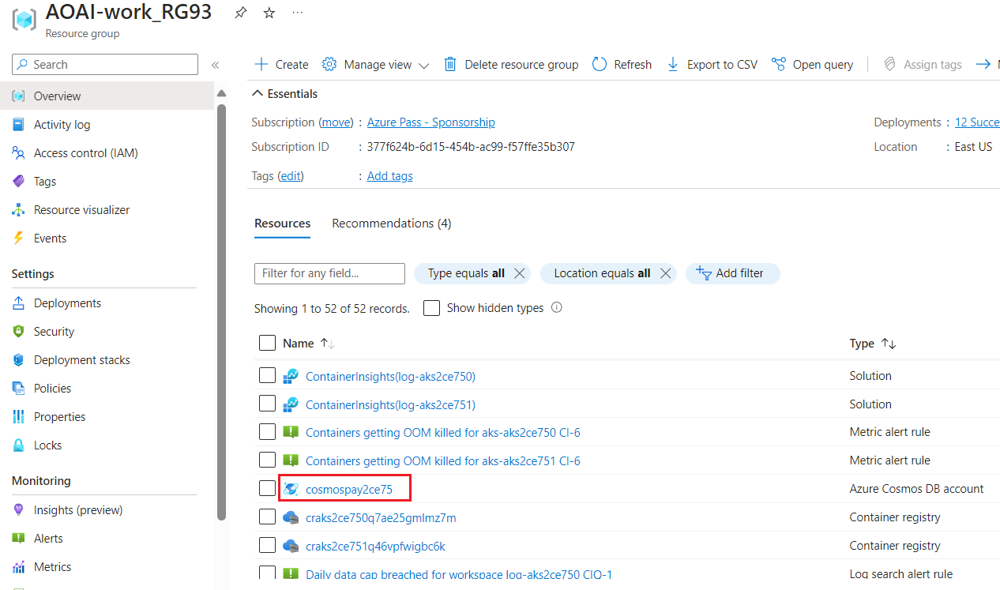 AOAI-work_RG93
Resource group
Search
Create Manage view Delete resource group Refresh Export to CSV Open query Assign tags
Overview
Activity log
Access control (IAM)
Tags
Resource visualizer
Events
Settings
Deployments
Security
Deployment stacks
Policies
Properties
Locks
Monitoring
Insights (preview)
Alerts
Metrics
Essentials
Subscription (move) : Azure Pass - Sponsorship
Deployments : 12 Succe
Subscription ID : 377f624b-6d15-454b-ac99-f57ffe35b307
Location : East US
Tags (edit) : Add tags
Resources Recommendations (4)
Filter for any field... Type equals all Location equals all Add filter
Showing 1 to 52 of 52 records. Show hidden types
Name Type
ContainerInsights(log-aks2ce750) Solution
ContainerInsights(log-aks2ce751) Solution
Containers getting OOM killed for aks-aks2ce750 CI-6 Metric alert rule
Containers getting OOM killed for aks-aks2ce751 CI-6 Metric alert rule
cosmospay2ce75 Azure Cosmos DB account
craks2ce750q7ae25gmlmz7m Container registry
craks2ce751q46vpfwigbc6k Container registry
Daily data cap breached for workspace log-aks2ce750 CIQ-1 Log search alert rule